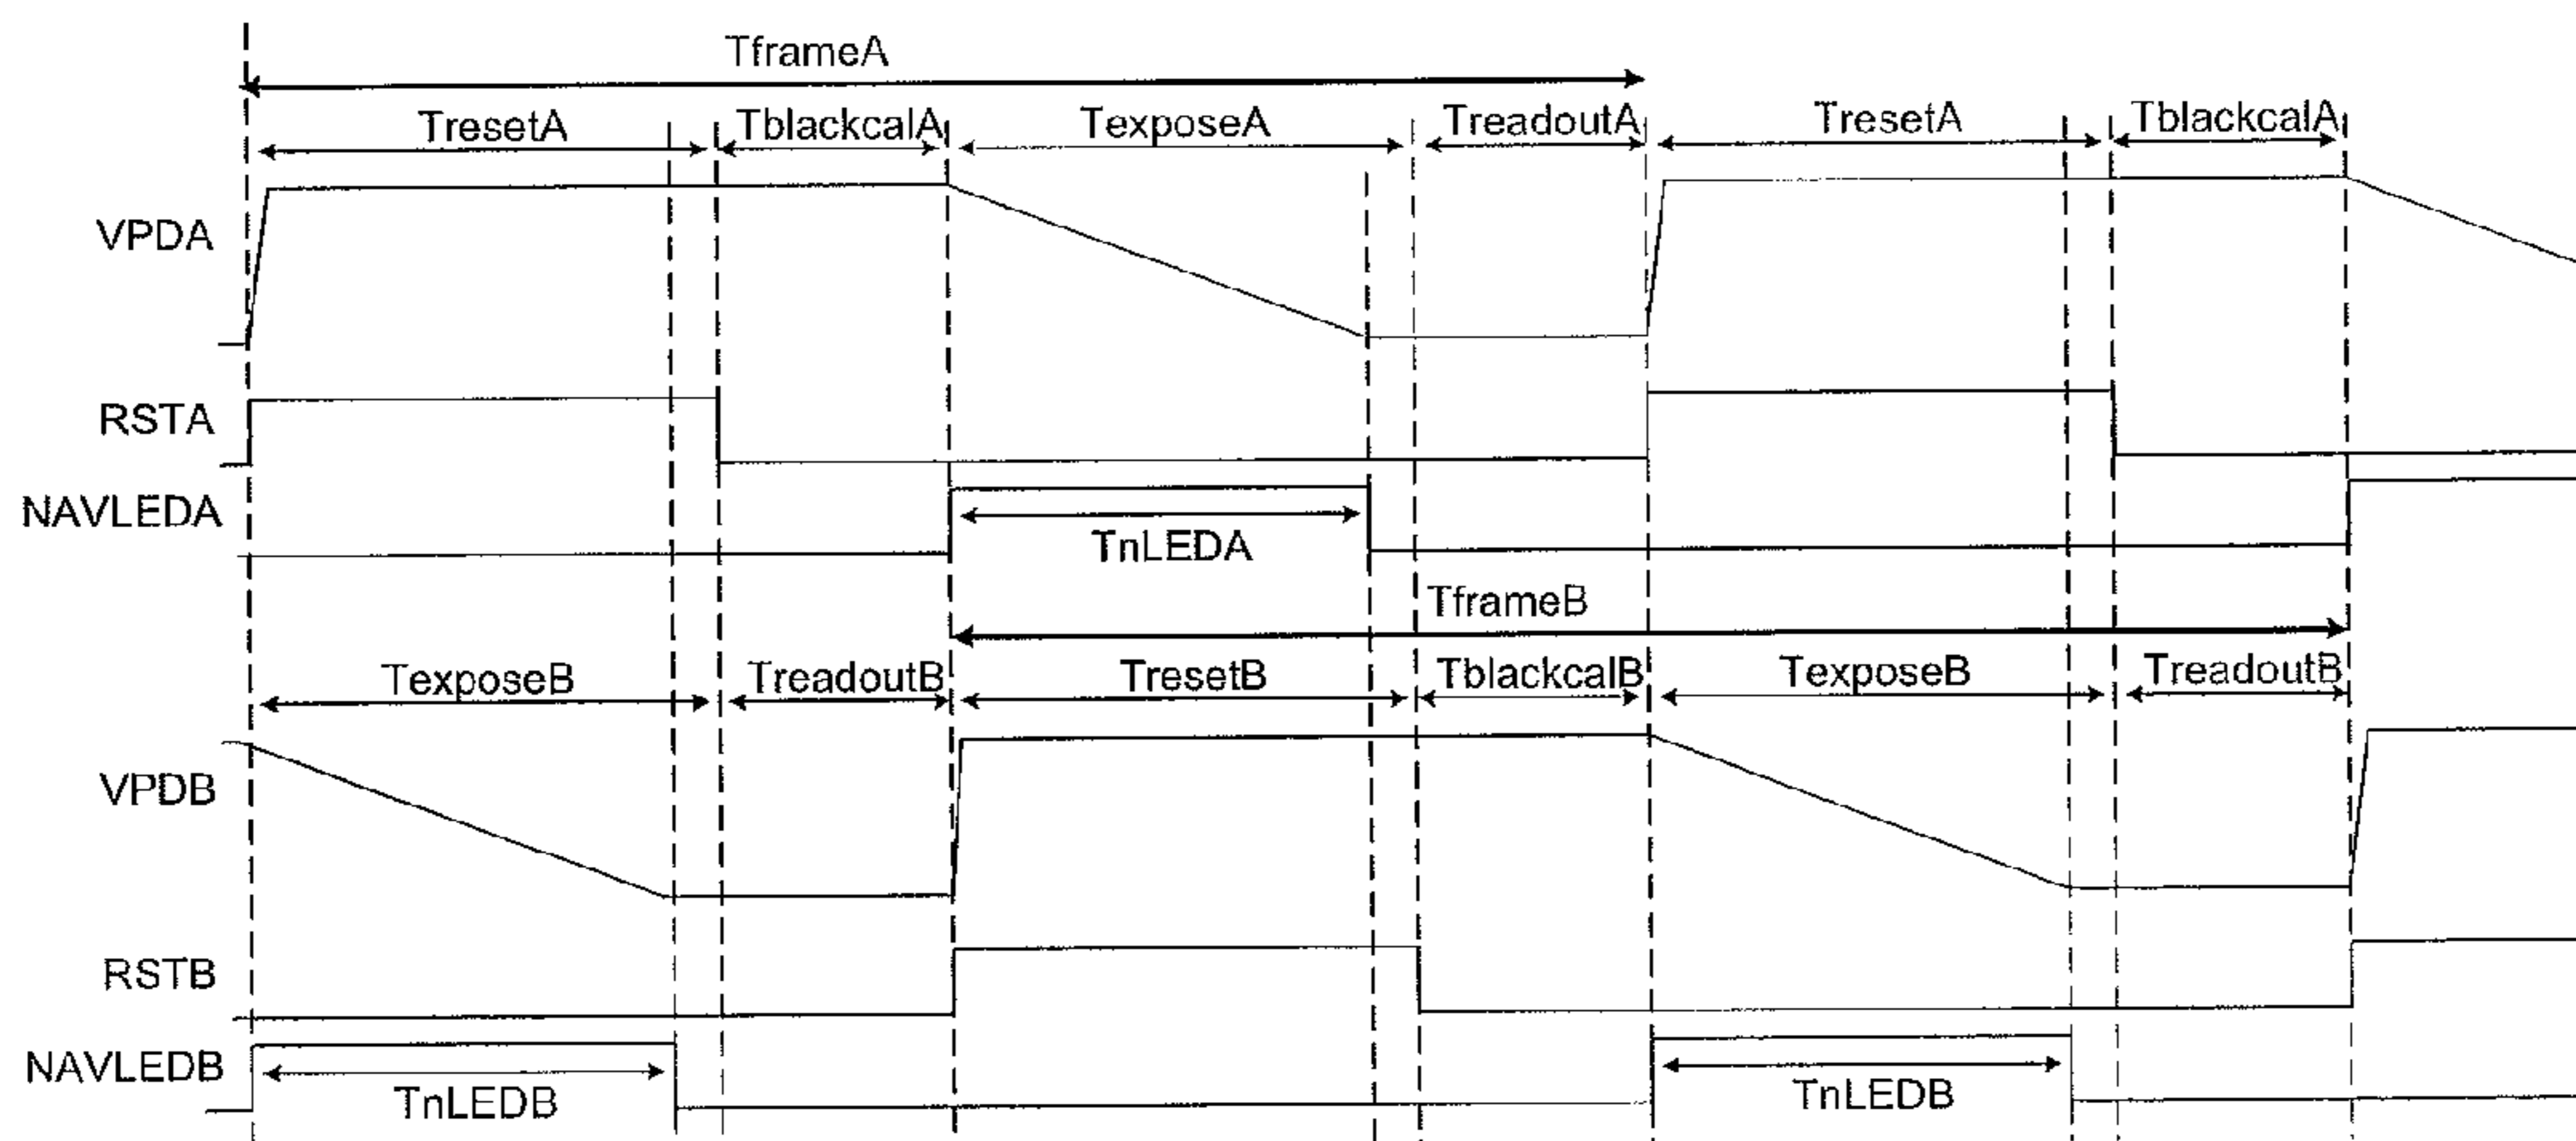 TframeA
TresetA TblackcalA TexposeA TreadoutA TresetA TblackcalA
VPDA
RSTA
NAVLEDA
TnLEDA
TframeB
TexposeB TreadoutB TresetB TblackcalB TexposeB TreadoutB
VPDB
RSTB
NAVLEDB
TnLEDB TnLEDB